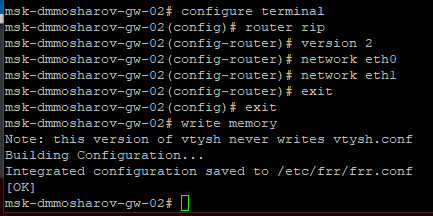 msk-dmmosharov-gw-02# configure terminal
msk-dmmosharov-gw-02(config)# router rip
msk-dmmosharov-gw-02(config-router)# version 2
msk-dmmosharov-gw-02(config-router)# network eth0
msk-dmmosharov-gw-02(config-router)# network eth1
msk-dmmosharov-gw-02(config-router)# exit
msk-dmmosharov-gw-02(config)# exit
msk-dmmosharov-gw-02# write memory
Note: this version of vtysh never writes vtysh.conf
Building Configuration...
Integrated configuration saved to /etc/frr/frr.conf
[OK]
msk-dmmosharov-gw-02#